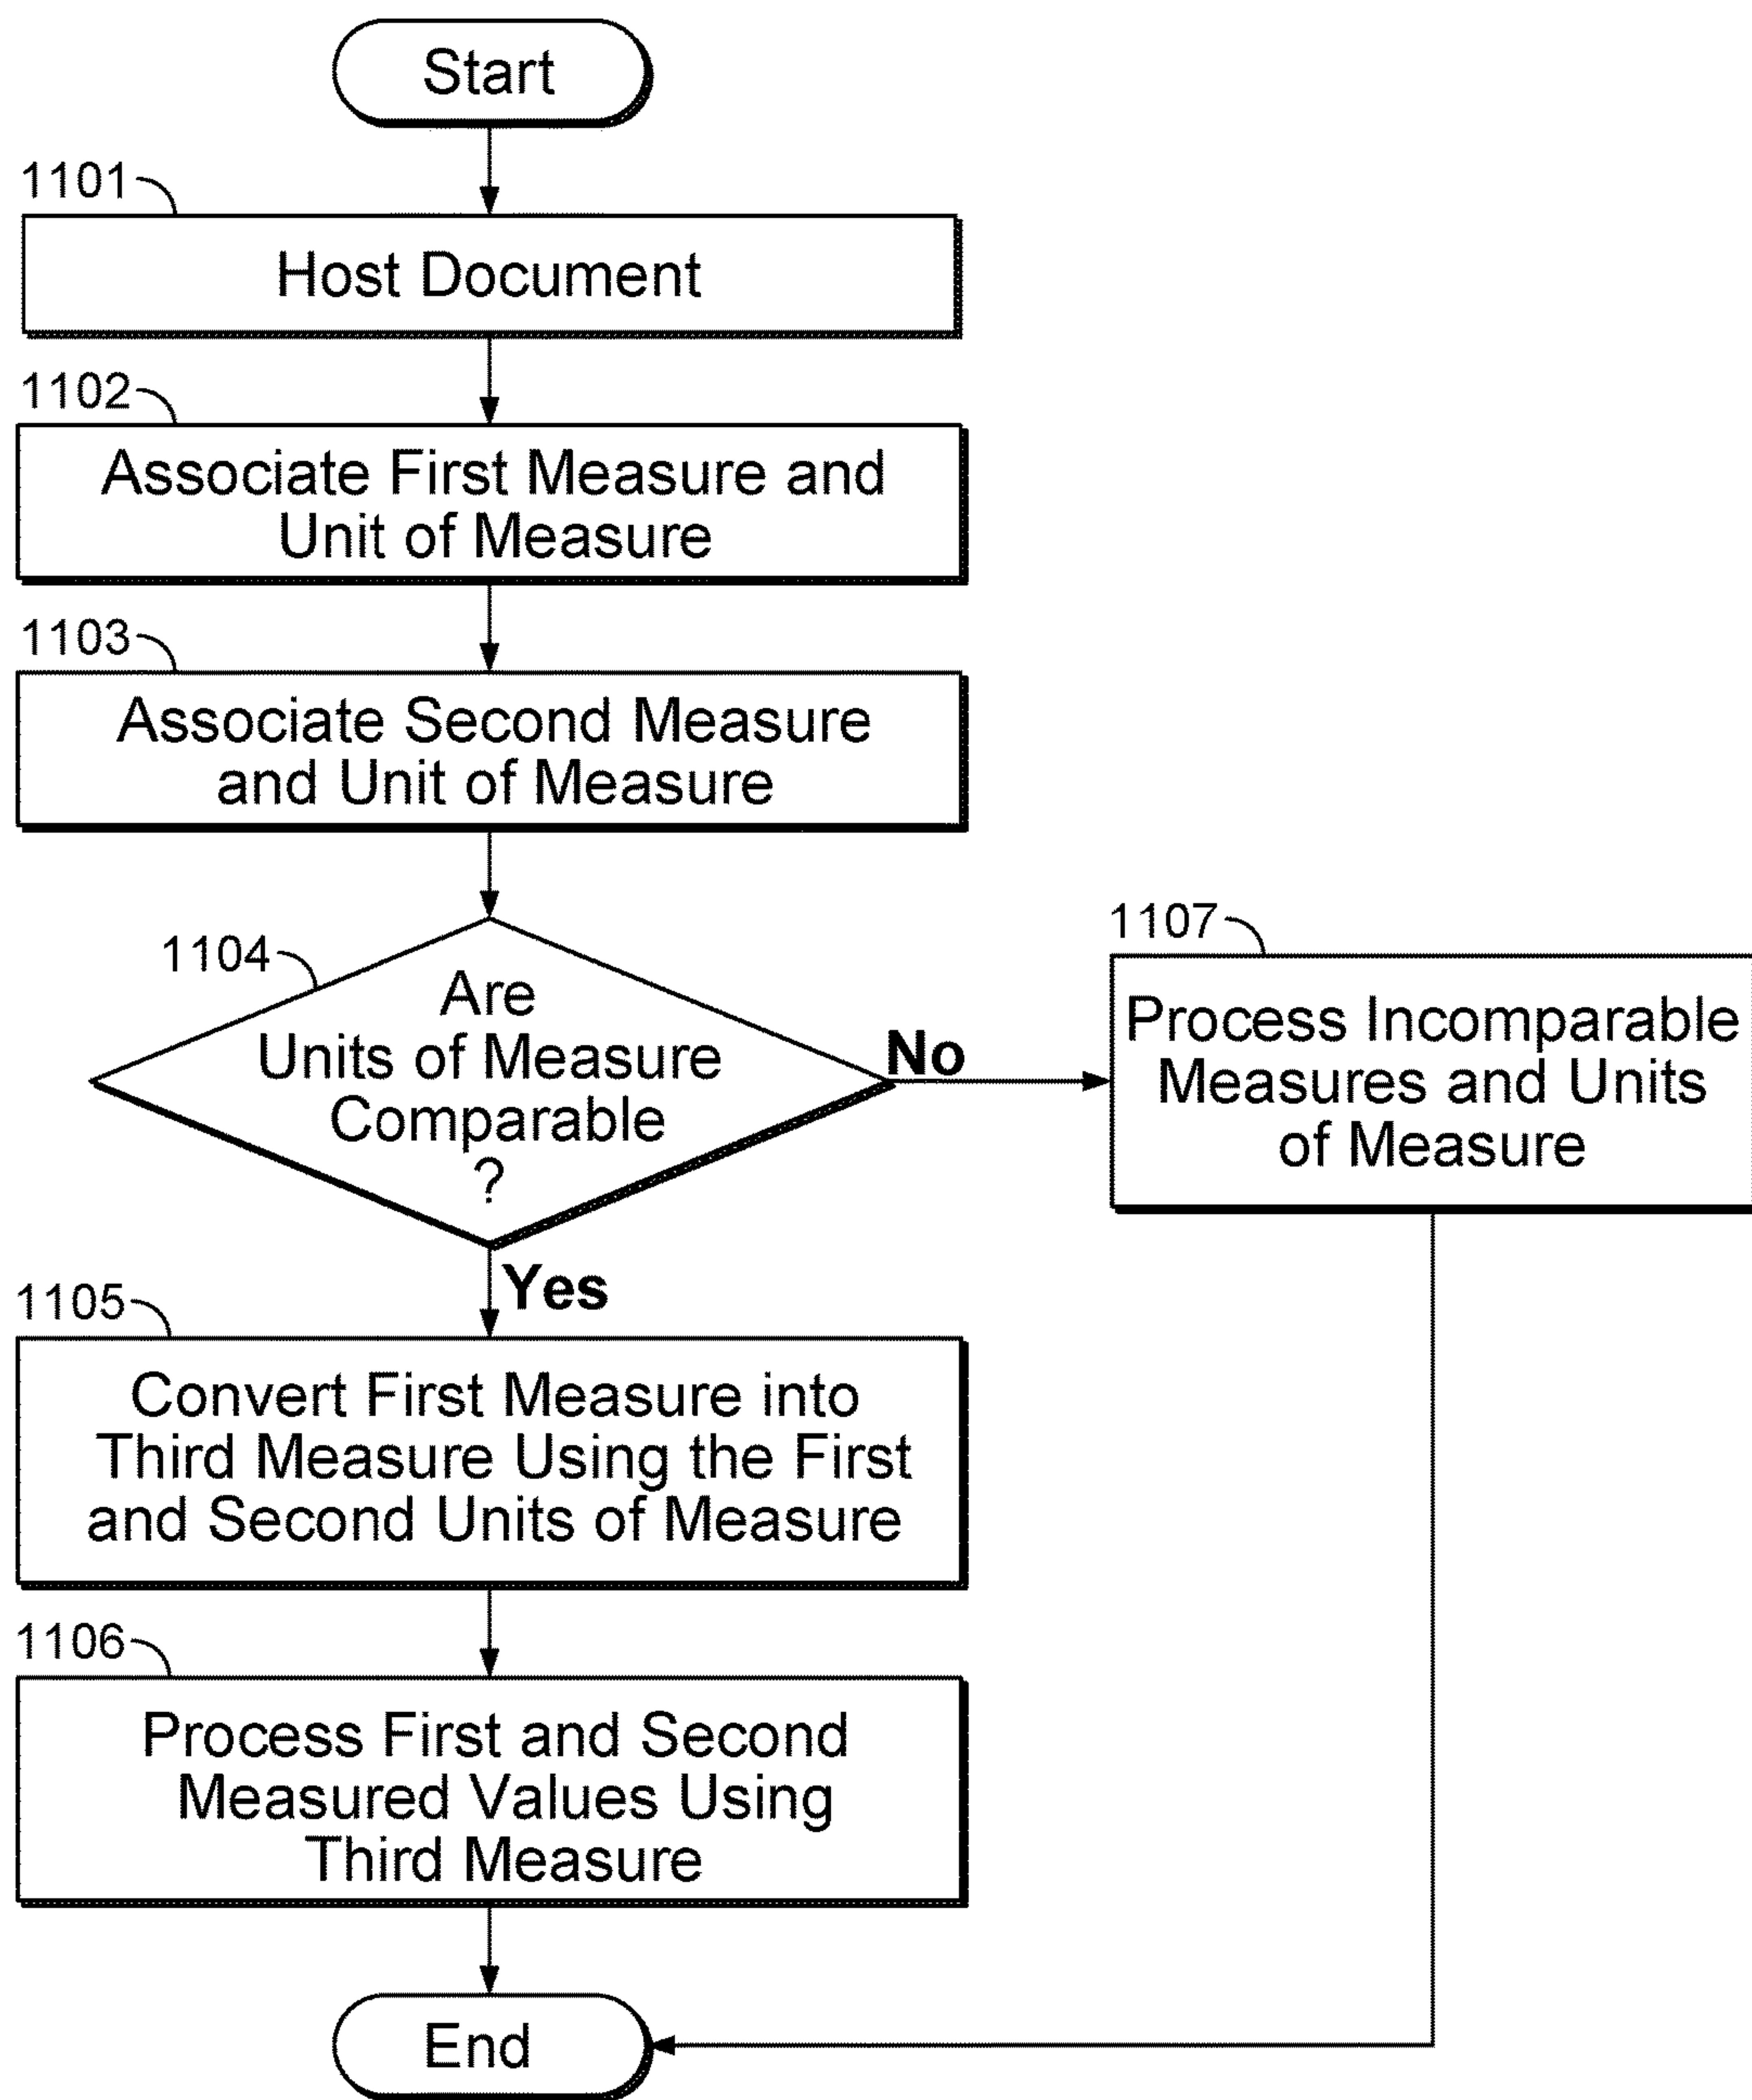 Start
1101
Host Document
1102
Associate First Measure and
Unit of Measure
1103
Associate Second Measure
and Unit of Measure
1104
Are
Units of Measure
Comparable
?
No
1107
Process Incomparable
Measures and Units
of Measure
Yes
1105
Convert First Measure into
Third Measure Using the First
and Second Units of Measure
1106
Process First and Second
Measured Values Using
Third Measure
End